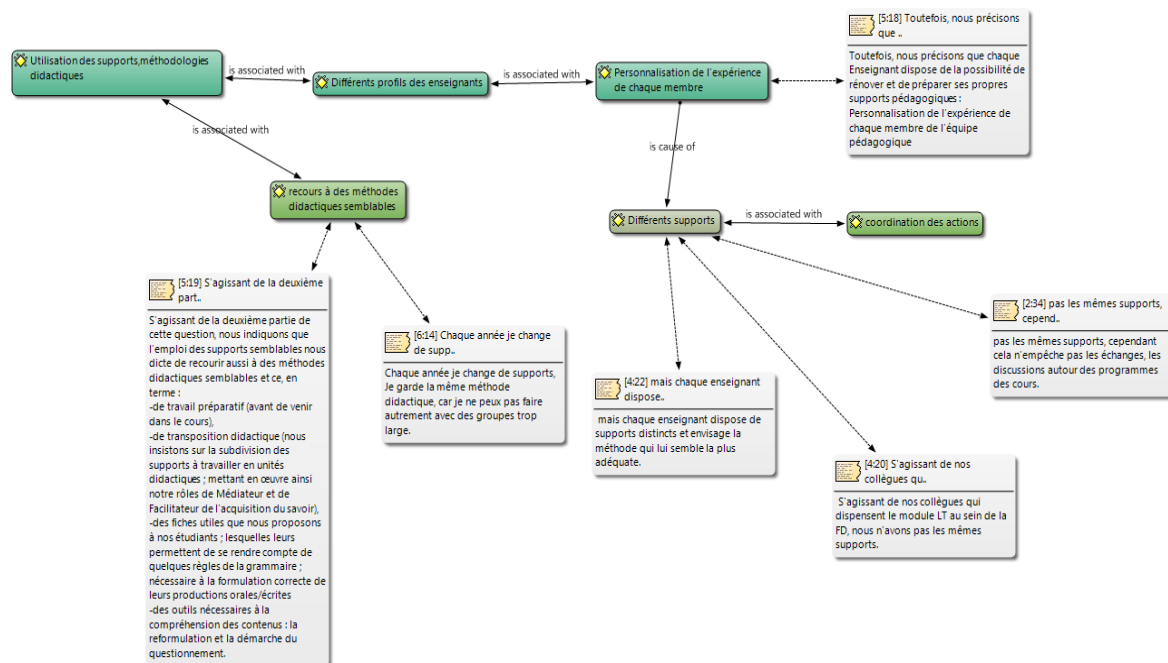 [5:18] Toutefois, nous précisons
que ..
Toutefois, nous précisons que chaque
Enseignant dispose de la possibilité de
rénover et de préparer ses propres
supports pédagogiques :
Personnalisation de l'expérience de
chaque membre de l'équipe
pédagogique
Utilisation des supports,méthodologies
didactiques
is associated with
Différents profils des enseignants
is associated with
Personnalisation de l'expérience
de chaque membre
is associated with
is cause of
recours à des méthodes
didactiques semblables
Différents supports
is associated with
coordination des actions
[5:19] S'agissant de la deuxième
part..
S'agissant de la deuxième partie de
cette question, nous indiquons que
l'emploi des supports semblables nous
dicte de recourir aussi à des méthodes
didactiques semblables et ce, en
terme :
-de travail préparatif (avant de venir
dans le cours),
-de transposition didactique (nous
insistons sur la subdivision des
supports à travailler en unités
didactiques ; mettant en œuvre ainsi
notre rôles de Médiateur et de
Facilitateur de l'acquisition du savoir),
-des fiches utiles que nous proposons
à nos étudiants ; lesquelles leurs
permettent de se rendre compte de
quelques règles de la grammaire ;
nécessaire à la formulation correcte de
leurs productions orales/écrites
-des outils nécessaires à la
compréhension des contenus : la
reformulation et la démarche du
questionnement.
[6:14] Chaque année je change
de supp..
Chaque année je change de supports,
Je garde la même méthode
didactique, car je ne peux pas faire
autrement avec des groupes trop
large.
[4:22] mais chaque enseignant
dispose..
mais chaque enseignant dispose de
supports distincts et envisage la
méthode qui lui semble la plus
adéquate.
[4:20] S'agissant de nos
collègues qu..
S'agissant de nos collègues qui
dispensent le module LT au sein de la
FD, nous n'avons pas les mêmes
supports.
[2:34] pas les mêmes supports,
cepend..
pas les mêmes supports, cependant
cela n'empêche pas les échanges, les
discussions autour des programmes
des cours.